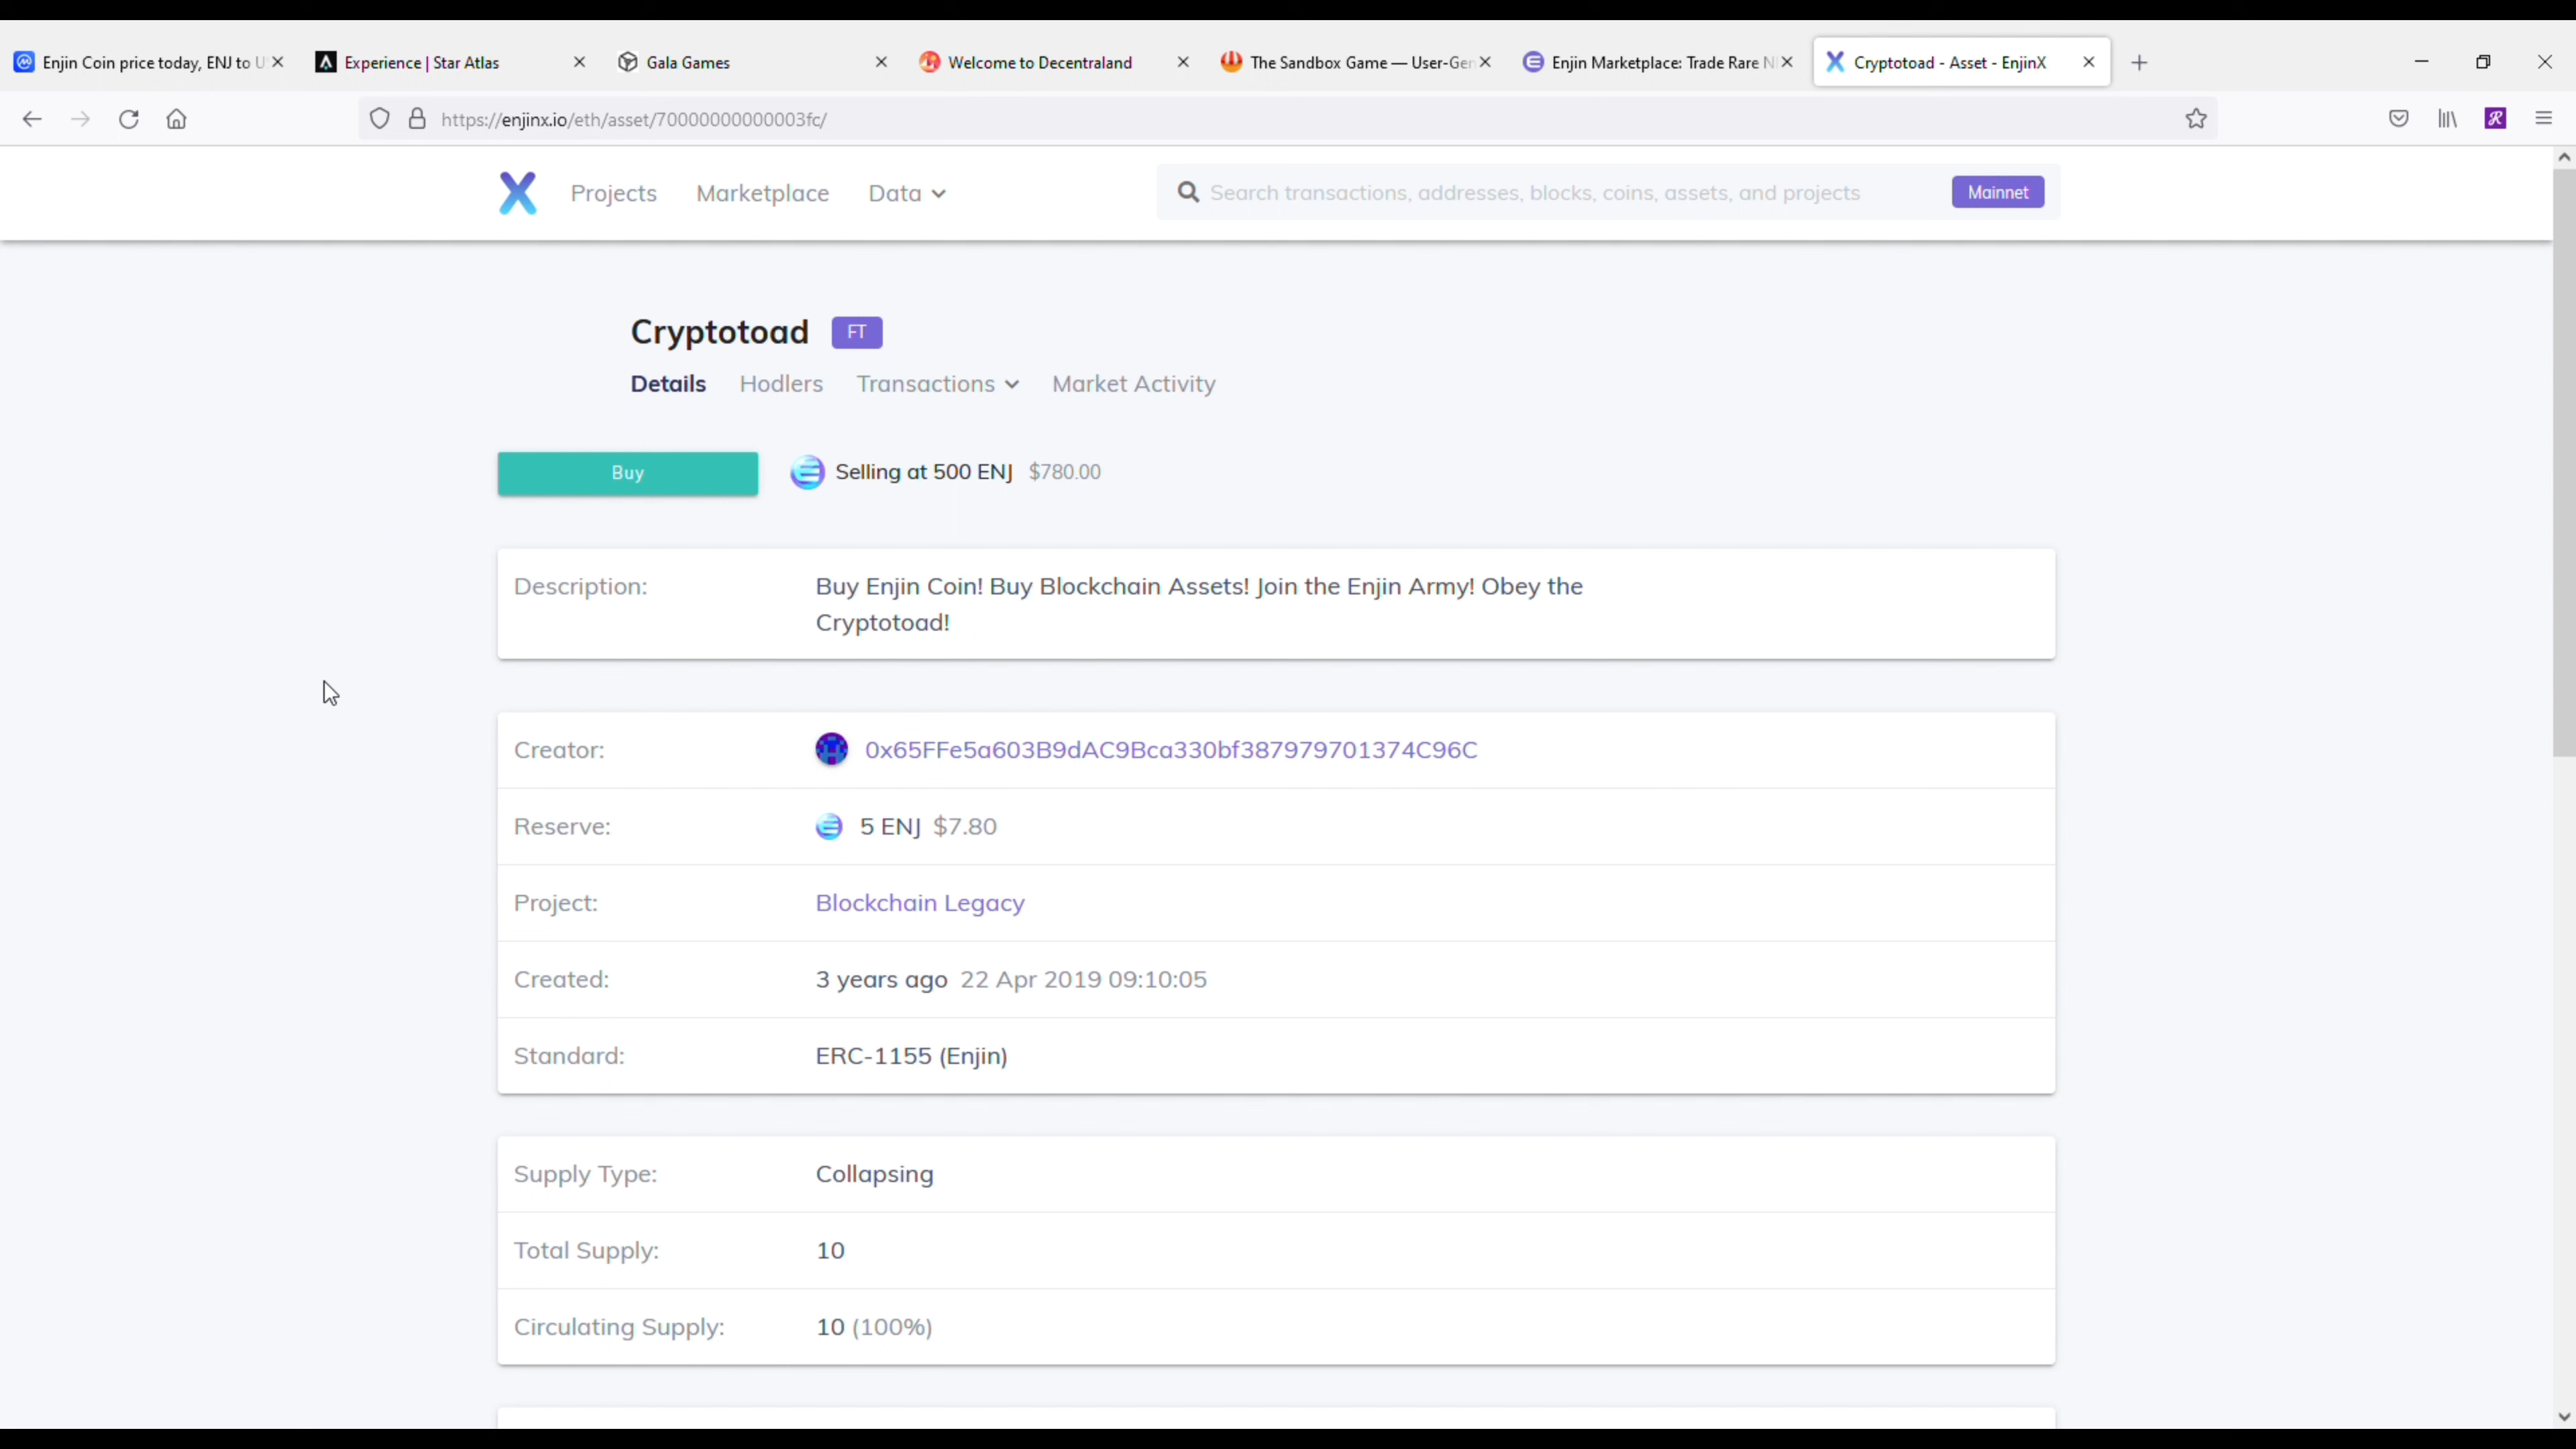 Enjin Coin price today, ENJ to U
Experience | Star Atlas
Gala Games
Welcome to Decentraland
The Sandbox Game — User-Gen
Enjin Marketplace: Trade Rare N
Cryptotoad - Asset - EnjinX
https://enjinx.io/eth/asset/70000000000003fc/
Projects
Marketplace
Data
Search transactions, addresses, blocks, coins, assets, and projects
Mainnet
Cryptotoad FT
Details Hodlers Transactions Market Activity
Buy
Selling at 500 ENJ $780.00
Description: Buy Enjin Coin! Buy Blockchain Assets! Join the Enjin Army! Obey the
Cryptotoad!
Creator: 0x65FFe5a603B9dAC9Bca330bf387979701374C96C
Reserve: 5 ENJ $7.80
Project: Blockchain Legacy
Created: 3 years ago 22 Apr 2019 09:10:05
Standard: ERC-1155 (Enjin)
Supply Type: Collapsing
Total Supply: 10
Circulating Supply: 10 (100%)